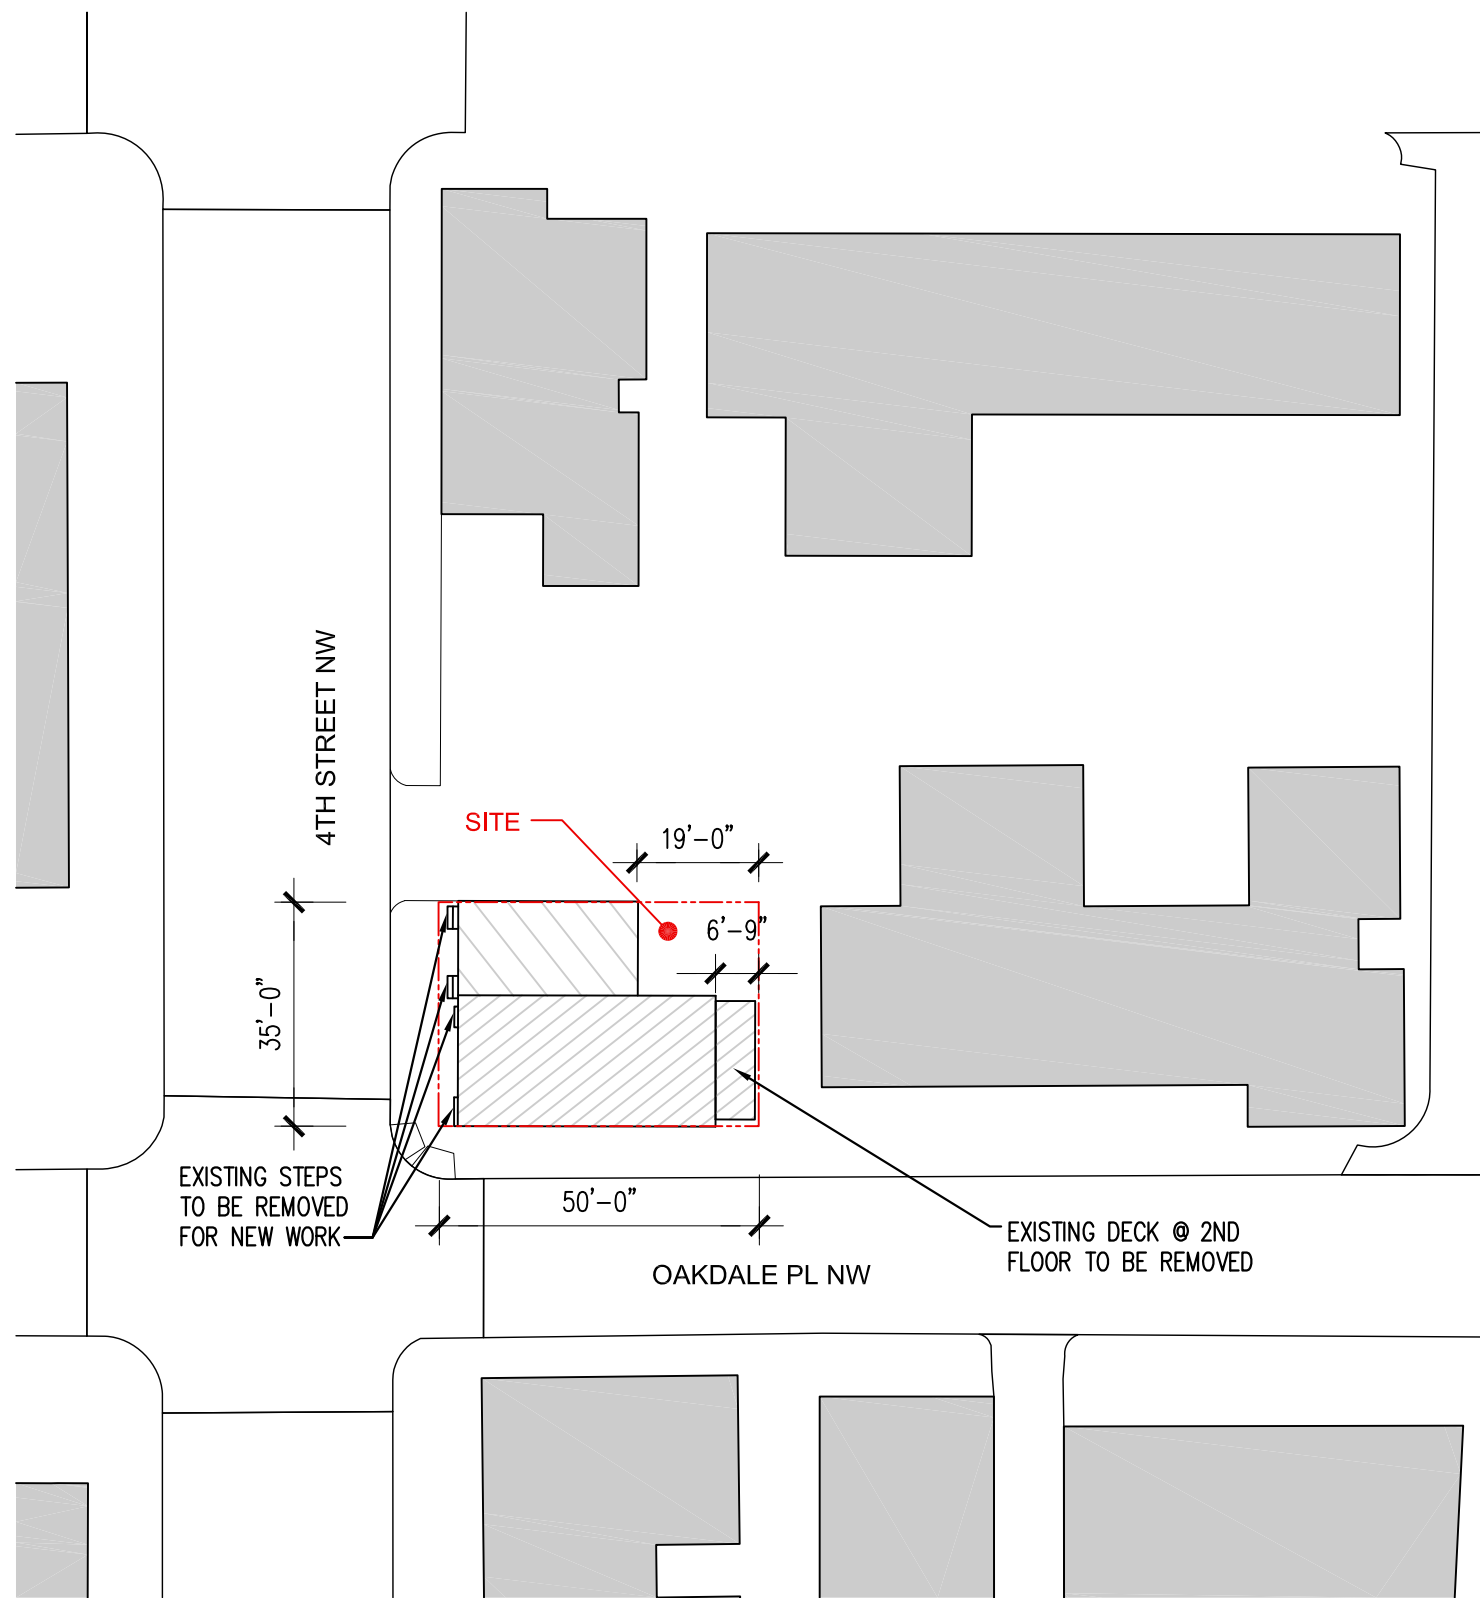 4TH STREET NW
SITE
19'-0"
6'-9"
35'-0"
EXISTING STEPS
TO BE REMOVED
FOR NEW WORK
50'-0"
EXISTING DECK @ 2ND
FLOOR TO BE REMOVED
OAKDALE PL NW